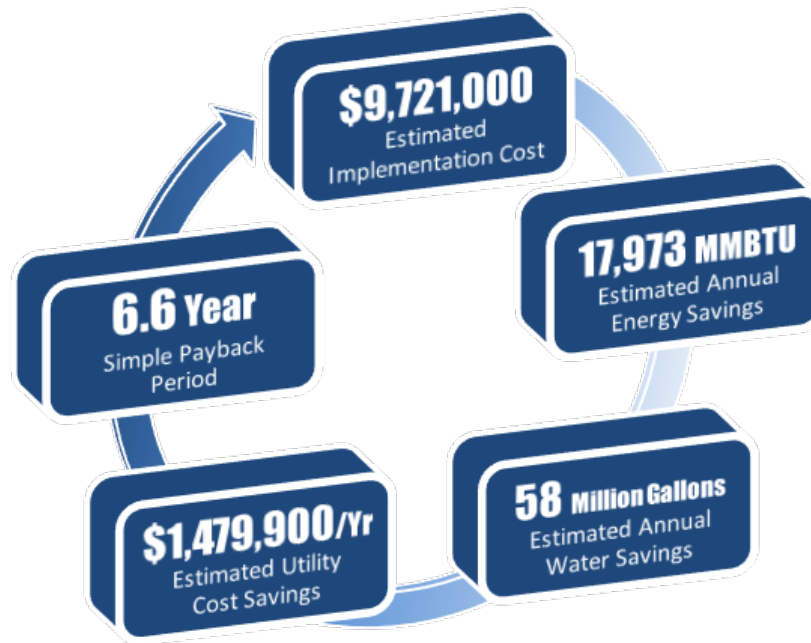 $9,721,000
Estimated
Implementation Cost
17,973 MMBTU
Estimated Annual
Energy Savings
58 Million Gallons
Estimated Annual
Water Savings
$1,479,900/Yr
Estimated Utility
Cost Savings
6.6 Year
Simple Payback
Period